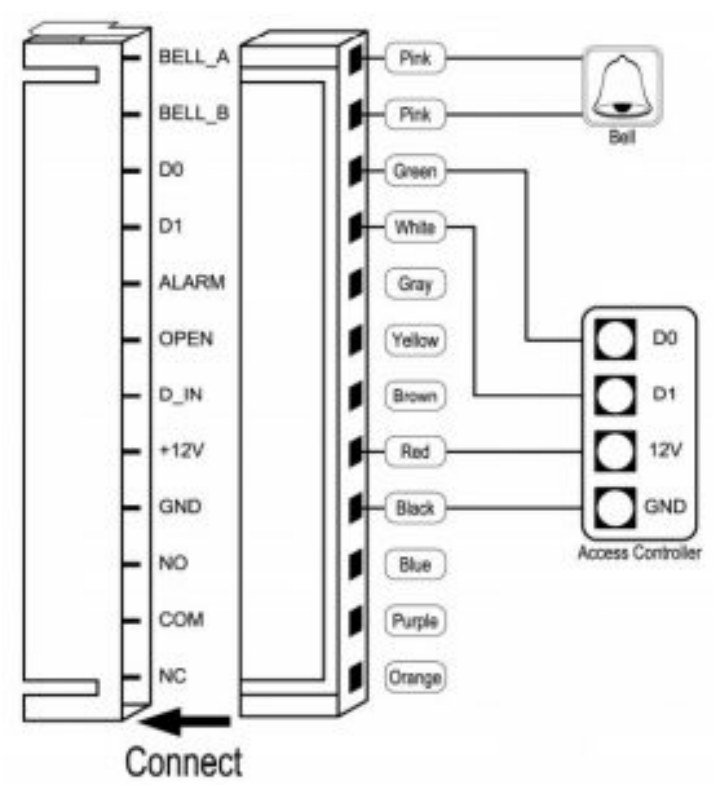 BELL_A
Pink
BELL_B
Pink
Bell
D0
Green
D1
White
ALARM
Gray
OPEN
Yellow
D0
D_IN
Brown
D1
+12V
Red
12V
GND
Black
GND
Access Controller
NO
Blue
COM
Purple
NC
Orange
Connect